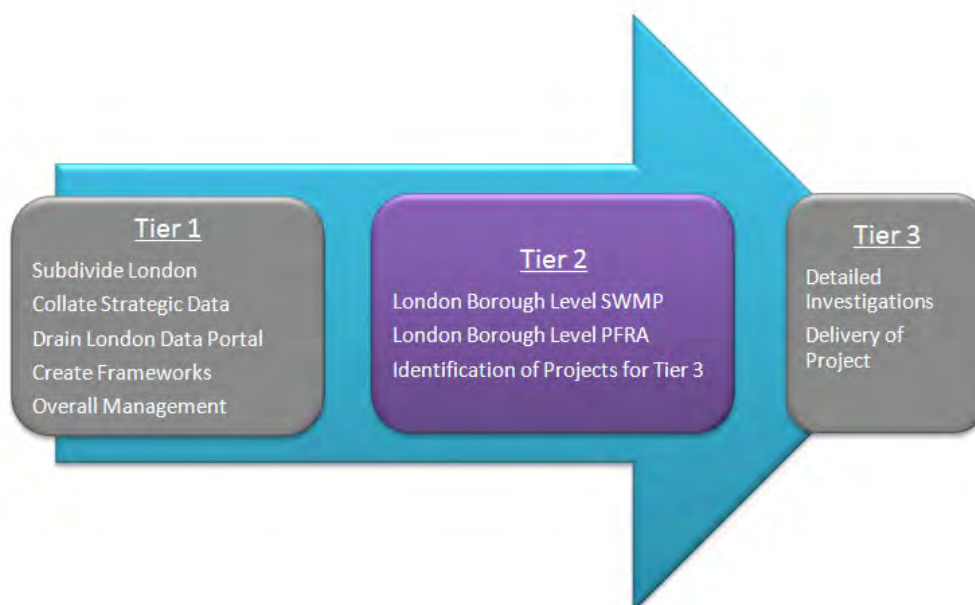 Tier 1
Subdivide London
Collate Strategic Data
Drain London Data Portal
Create Frameworks
Overall Management
Tier 2
London Borough Level SWMP
London Borough Level PFRA
Identification of Projects for Tier 3
Tier 3
Detailed
Investigations
Delivery of
Project